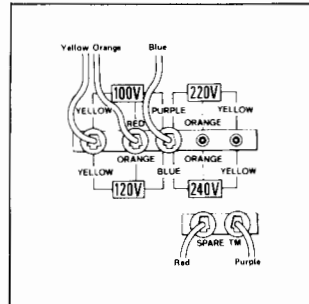 Yellow Orange Blue
100V 220V
YELLOW RED PURPLE YELLOW
ORANGE
ORANGE ORANGE
YELLOW BLUE YELLOW
120V 240V
SPARE TM
Red Purple